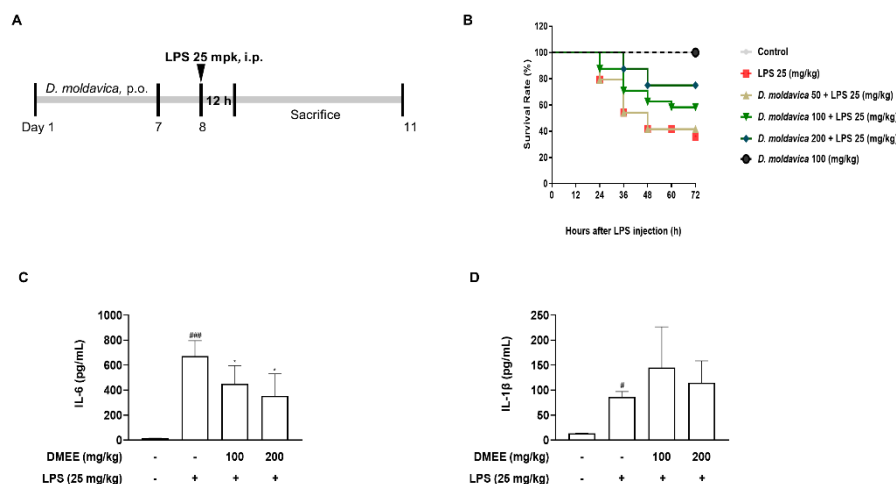 A
LPS 25 mpk, i.p.
D. moldavica, p.o.
12 h
Sacrifice
Day 1
7
8
11
B
Survival Rate (%)
120
100
80
60
40
20
0
0 12 24 36 48 60 72
Hours after LPS injection (h)
Control
LPS 25 (mg/kg)
D. moldavica 50 + LPS 25 (mg/kg)
D. moldavica 100 + LPS 25 (mg/kg)
D. moldavica 200 + LPS 25 (mg/kg)
D. moldavica 100 (mg/kg)
C
IL-6
(pg/mL)
1000
800
600
400
200
0
###
*
*
DMEE (mg/kg) - - 100 200
LPS (25 mg/kg) - + + +
D
IL-1β
(pg/mL)
250
200
150
100
50
0
#
DMEE (mg/kg) - - 100 200
LPS (25 mg/kg) - + + +